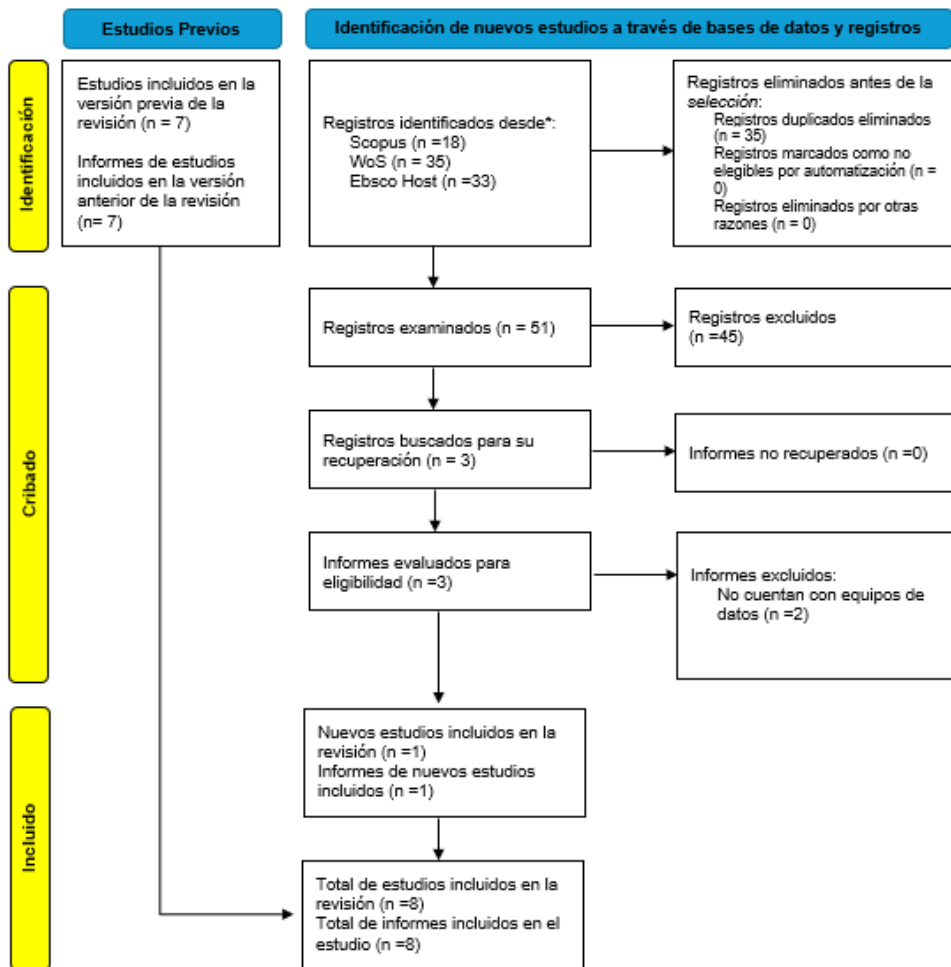 Estudios Previos
Identificación de nuevos estudios a través de bases de datos y registros
Identificación
Estudios incluidos en la
versión previa de la
revisión (n = 7)
Informes de estudios
incluidos en la versión
anterior de la revisión
(n= 7)
Registros identificados desde*:
Scopus (n =18)
WoS (n = 35)
Ebsco Host (n =33)
Registros eliminados antes de la
selección:
Registros duplicados eliminados
(n = 35)
Registros marcados como no
elegibles por automatización (n =
0)
Registros eliminados por otras
razones (n = 0)
Cribado
Registros examinados (n = 51)
Registros excluidos
(n =45)
Registros buscados para su
recuperación (n = 3)
Informes no recuperados (n =0)
Informes evaluados para
eligibilidad (n =3)
Informes excluidos:
No cuentan con equipos de
datos (n =2)
Incluido
Nuevos estudios incluidos en la
revisión (n =1)
Informes de nuevos estudios
incluidos (n =1)
Total de estudios incluidos en la
revisión (n =8)
Total de informes incluidos en el
estudio (n =8)